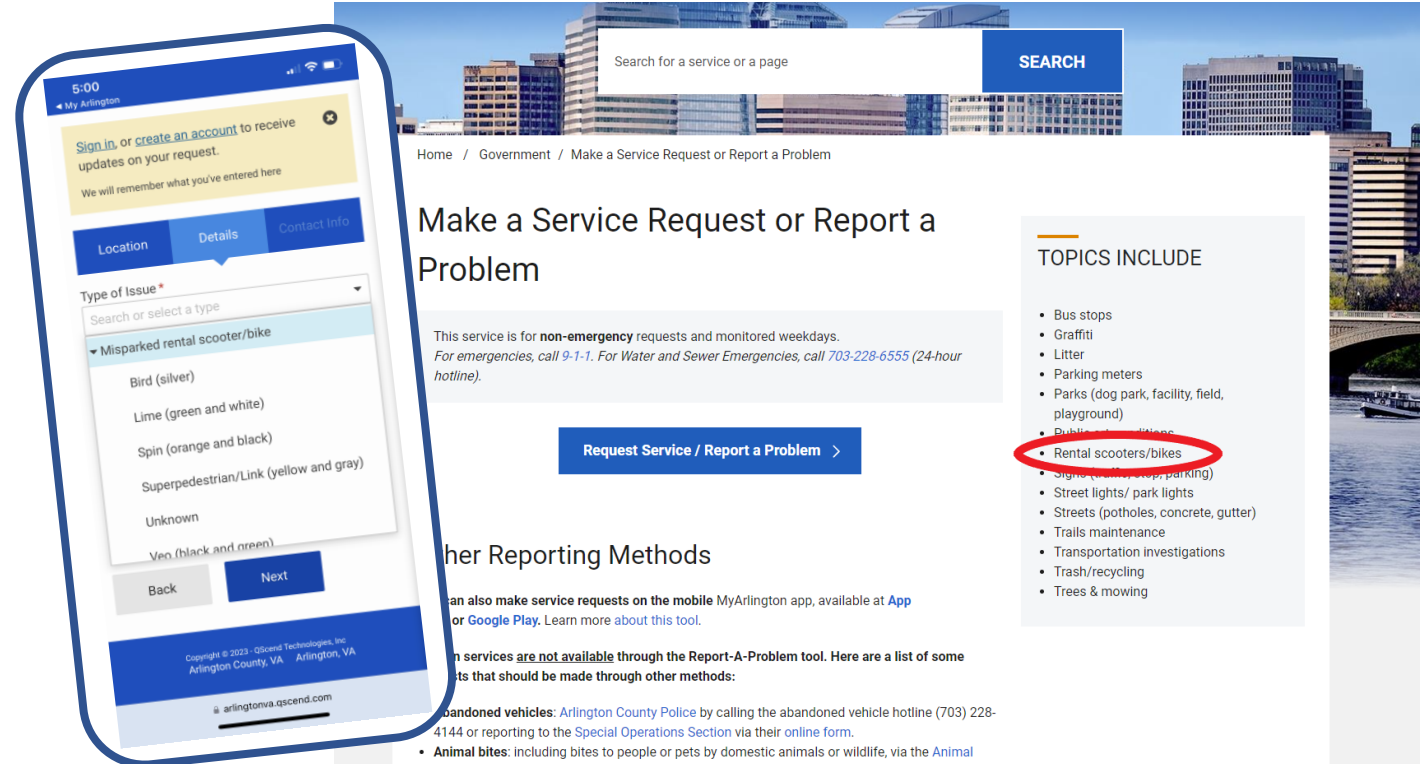 5:00
◄ My Arlington
Sign in, or create an account to receive
updates on your request.
We will remember what you've entered here
Location
Details
Contact Info
Type of Issue *
Search or select a type
Misparked rental scooter/bike
Bird (silver)
Lime (green and white)
Spin (orange and black)
Superpedestrian/Link (yellow and gray)
Unknown
Veo (black and green)
Back
Next
Copyright © 2023 - QScend Technologies, Inc
Arlington County, VA Arlington, VA
arlingtonva.qscend.com
Search for a service or a page
SEARCH
Home / Government / Make a Service Request or Report a Problem
Make a Service Request or Report a
Problem
This service is for non-emergency requests and monitored weekdays.
For emergencies, call 9-1-1. For Water and Sewer Emergencies, call 703-228-6555 (24-hour
hotline).
Request Service / Report a Problem
her Reporting Methods
can also make service requests on the mobile MyArlington app, available at App
or Google Play. Learn more about this tool.
n services are not available through the Report-A-Problem tool. Here are a list of some
sts that should be made through other methods:
bandoned vehicles: Arlington County Police by calling the abandoned vehicle hotline (703) 228-
4144 or reporting to the Special Operations Section via their online form.
• Animal bites: including bites to people or pets by domestic animals or wildlife, via the Animal
TOPICS INCLUDE
• Bus stops
• Graffiti
• Litter
• Parking meters
• Parks (dog park, facility, field,
playground)
• Public art conditions
• Rental scooters/bikes
• Signs (traffic, stop, parking)
• Street lights/ park lights
• Streets (potholes, concrete, gutter)
• Trails maintenance
• Transportation investigations
• Trash/recycling
• Trees & mowing